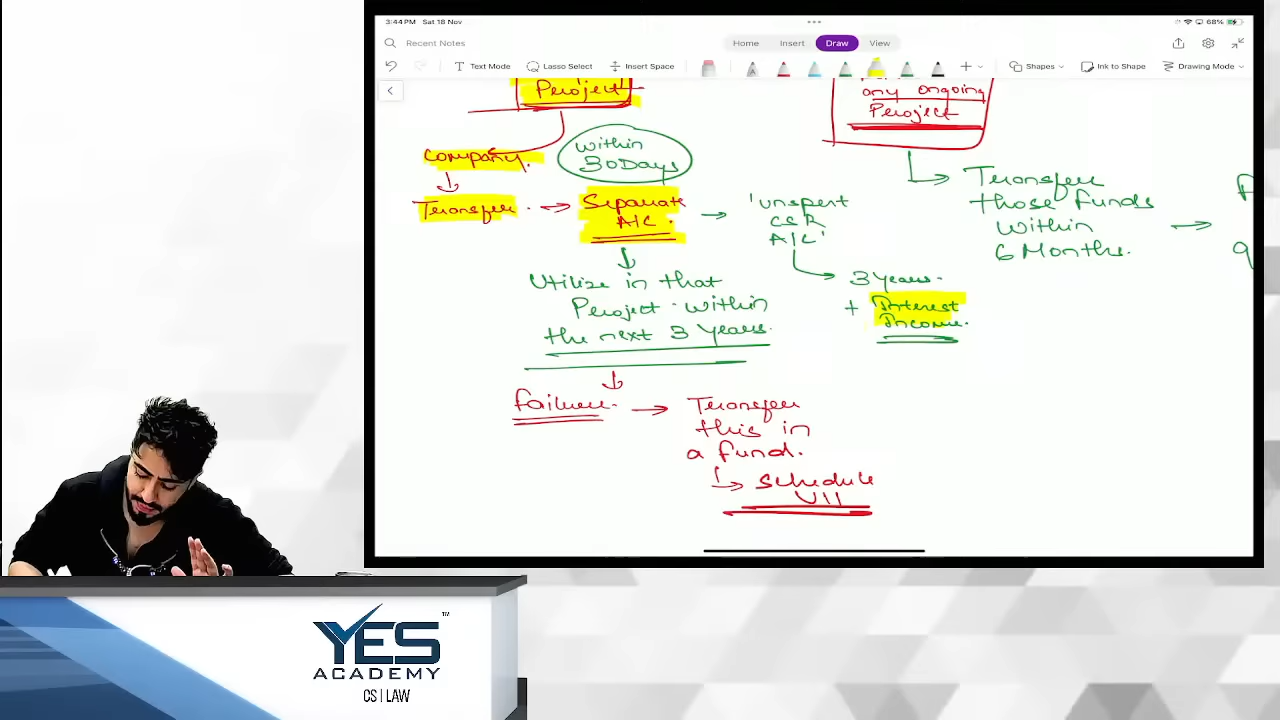 3:44 PM Sat 18 Nov
68%
Recent Notes
Home Insert Draw View
Text Mode Lasso Select Insert Space Shapes Ink to Shape Drawing Mode
Project
any ongoing
Project
Company.
within
30 Days
Transfer
Separate
A/C.
'unspent
CSR
A/C'
Transfer
those funds
within
6 Months.
Utilize in that
Project within
the next 3 Years.
3 Years.
+ Interest
Income.
Failure.
Transfer
this in
a fund.
Schedule
VII
YES
™
ACADEMY
CS | LAW